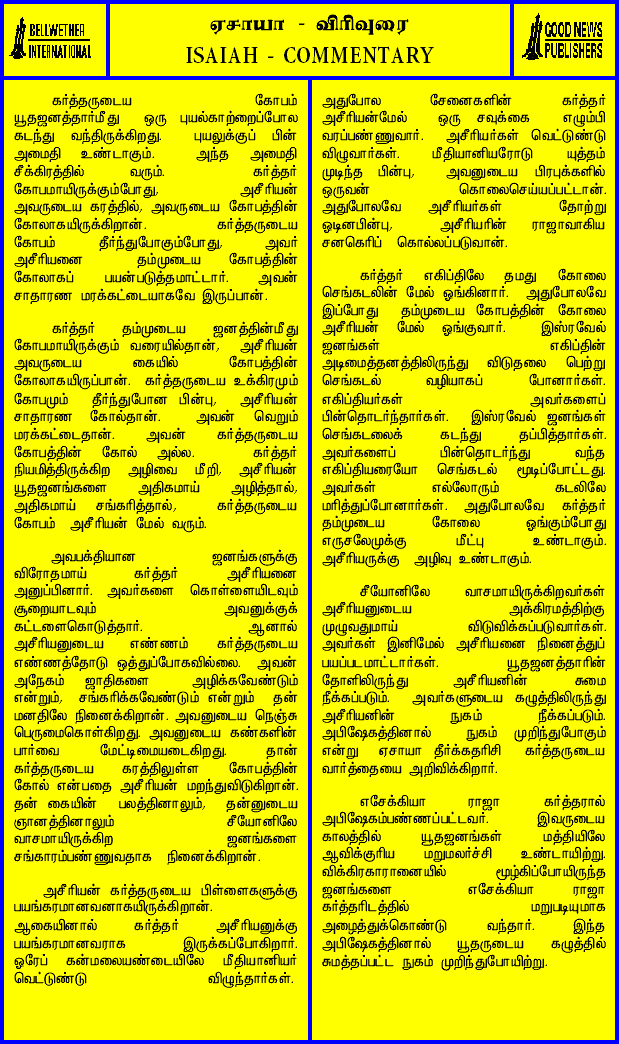 BELLWETHER
INTERNATIONAL
ஏசாயா - விரிவுரை
ISAIAH - COMMENTARY
GOOD NEWS
PUBLISHERS
கர்த்தருடைய கோபம்
யூதஜனத்தார்மீது ஒரு புயல்காற்றைப்போல
கடந்து வந்திருக்கிறது. புயலுக்குப் பின்
அமைதி உண்டாகும். அந்த அமைதி
சீக்கிரத்தில் வரும். கர்த்தர்
கோபமாயிருக்கும்போது, அசீரியன்
அவருடைய கரத்தில், அவருடைய கோபத்தின்
கோலாகயிருக்கிறான். கர்த்தருடைய
கோபம் தீர்ந்துபோகும்போது, அவர்
அசீரியனை தம்முடைய கோபத்தின்
கோலாகப் பயன்படுத்தமாட்டார். அவன்
சாதாரண மரக்கட்டையாகவே இருப்பான்.
கர்த்தர் தம்முடைய ஜனத்தின்மீது
கோபமாயிருக்கும் வரையில்தான், அசீரியன்
அவருடைய கையில் கோபத்தின்
கோலாகயிருப்பான். கர்த்தருடைய உக்கிரமும்
கோபமும் தீர்ந்துபோன பின்பு, அசீரியன்
சாதாரண கோல்தான். அவன் வெறும்
மரக்கட்டைதான். அவன் கர்த்தருடைய
கோபத்தின் கோல் அல்ல. கர்த்தர்
நியமித்திருக்கிற அழிவை மீறி, அசீரியன்
யூதஜனங்களை அதிகமாய் அழித்தால்,
அதிகமாய் சங்கரித்தால், கர்த்தருடைய
கோபம் அசீரியன் மேல் வரும்.
அவபக்தியான ஜனங்களுக்கு
விரோதமாய் கர்த்தர் அசீரியனை
அனுப்பினார். அவர்களை கொள்ளையிடவும்
சூறையாடவும் அவனுக்குக்
கட்டளைகொடுத்தார். ஆனால்
அசீரியனுடைய எண்ணம் கர்த்தருடைய
எண்ணத்தோடு ஒத்துப்போகவில்லை. அவன்
அநேகம் ஜாதிகளை அழிக்கவேண்டும்
என்றும், சங்கரிக்கவேண்டும் என்றும் தன்
மனதிலே நினைக்கிறான். அவனுடைய நெஞ்சு
பெருமைகொள்கிறது. அவனுடைய கண்களின்
பார்வை மேட்டிமையடைகிறது. தான்
கர்த்தருடைய கரத்திலுள்ள கோபத்தின்
கோல் என்பதை அசீரியன் மறந்துவிடுகிறான்.
தன் கையின் பலத்தினாலும், தன்னுடைய
ஞானத்தினாலும் சீயோனிலே
வாசமாயிருக்கிற ஜனங்களை
சங்காரம்பண்ணுவதாக நினைக்கிறான்.
அசீரியன் கர்த்தருடைய பிள்ளைகளுக்கு
பயங்கரமானவனாகயிருக்கிறான்.
ஆகையினால் கர்த்தர் அசீரியனுக்கு
பயங்கரமானவராக இருக்கப்போகிறார்.
ஓரேப் கன்மலையண்டையிலே மீதியானியர்
வெட்டுண்டு விழுந்தார்கள்.
அதுபோல சேனைகளின் கர்த்தர்
அசீரியன்மேல் ஒரு சவுக்கை எழும்பி
வரப்பண்ணுவார். அசீரியர்கள் வெட்டுண்டு
விழுவார்கள். மீதியானியரோடு யுத்தம்
முடிந்த பின்பு, அவனுடைய பிரபுக்களில்
ஒருவன் கொலைசெய்யப்பட்டான்.
அதுபோலவே அசீரியர்கள் தோற்று
ஓடினபின்பு, அசீரியரின் ராஜாவாகிய
சனகெரிப் கொல்லப்படுவான்.
கர்த்தர் எகிப்திலே தமது கோலை
செங்கடலின் மேல் ஓங்கினார். அதுபோலவே
இப்போது தம்முடைய கோபத்தின் கோலை
அசீரியன் மேல் ஓங்குவார். இஸ்ரவேல்
ஜனங்கள் எகிப்தின்
அடிமைத்தனத்திலிருந்து விடுதலை பெற்று
செங்கடல் வழியாகப் போனார்கள்.
எகிப்தியர்கள் அவர்களைப்
பின்தொடர்ந்தார்கள். இஸ்ரவேல் ஜனங்கள்
செங்கடலைக் கடந்து தப்பித்தார்கள்.
அவர்களைப் பின்தொடர்ந்து வந்த
எகிப்தியரையோ செங்கடல் மூடிப்போட்டது.
அவர்கள் எல்லோரும் கடலிலே
மரித்துப்போனார்கள். அதுபோலவே கர்த்தர்
தம்முடைய கோலை ஓங்கும்போது
எருசலேமுக்கு மீட்பு உண்டாகும்.
அசீரியருக்கு அழிவு உண்டாகும்.
சீயோனிலே வாசமாயிருக்கிறவர்கள்
அசீரியனுடைய அக்கிரமத்திற்கு
முழுவதுமாய் விடுவிக்கப்படுவார்கள்.
அவர்கள் இனிமேல் அசீரியனை நினைத்துப்
பயப்படமாட்டார்கள். யூதஜனத்தாரின்
தோளிலிருந்து அசீரியனின் சுமை
நீக்கப்படும். அவர்களுடைய கழுத்திலிருந்து
அசீரியனின் நுகம் நீக்கப்படும்.
அபிஷேகத்தினால் நுகம் முறிந்துபோகும்
என்று ஏசாயா தீர்க்கதரிசி கர்த்தருடைய
வார்த்தையை அறிவிக்கிறார்.
எசேக்கியா ராஜா கர்த்தரால்
அபிஷேகம்பண்ணப்பட்டவர். இவருடைய
காலத்தில் யூதஜனங்கள் மத்தியிலே
ஆவிக்குரிய மறுமலர்ச்சி உண்டாயிற்று.
விக்கிரகாராதனையில் மூழ்கிப்போயிருந்த
ஜனங்களை எசேக்கியா ராஜா
கர்த்தரிடத்தில் மறுபடியுமாக
அழைத்துக்கொண்டு வந்தார். இந்த
அபிஷேகத்தினால் யூதருடைய கழுத்தில்
சுமத்தப்பட்ட நுகம் முறிந்துபோயிற்று.